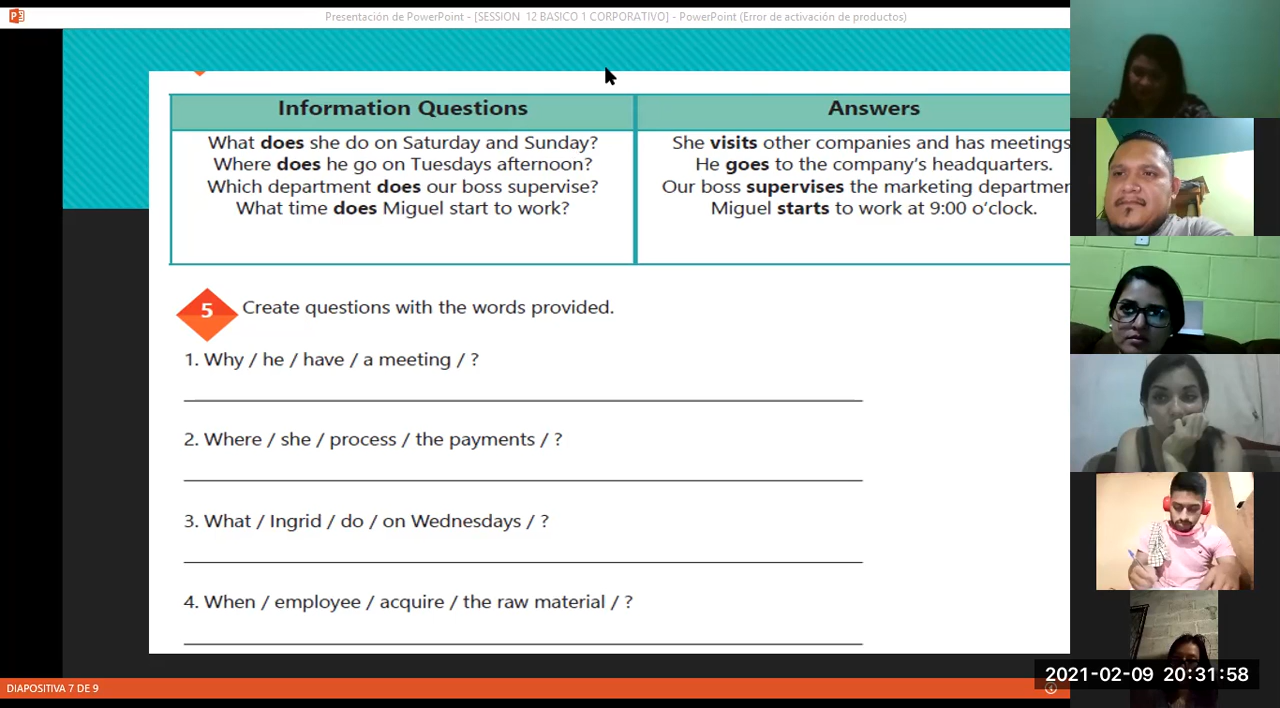 Presentación de PowerPoint - [SESSION 12 BASICO 1 CORPORATIVO] - PowerPoint (Error de activación de productos)
Information Questions
Answers
What does she do on Saturday and Sunday?
She visits other companies and has meetings
Where does he go on Tuesdays afternoon?
He goes to the company's headquarters.
Which department does our boss supervise?
Our boss supervises the marketing departmen
What time does Miguel start to work?
Miguel starts to work at 9:00 o'clock.
5 Create questions with the words provided.
1. Why / he / have / a meeting / ?
2. Where / she / process / the payments / ?
3. What / Ingrid / do / on Wednesdays / ?
4. When / employee / acquire / the raw material / ?
DIAPOSITIVA 7 DE 9
2021-02-09 20:31:58